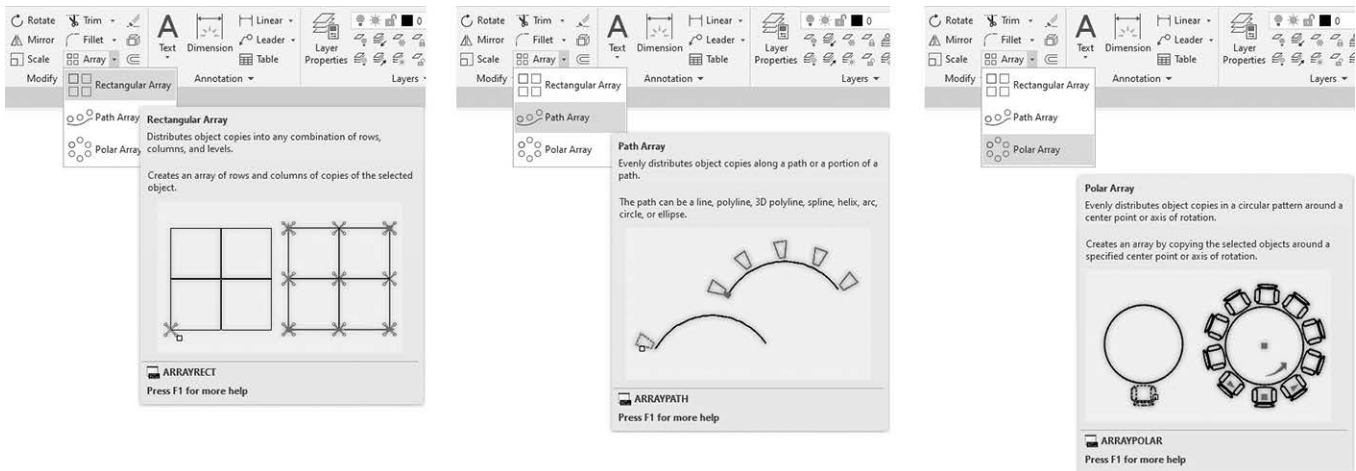 Rotate Trim Linear 0
Mirror Fillet Leader
Scale Array Text Dimension Table Layer Properties
Modify Annotation Layers
Rectangular Array
Path Array
Polar Array
Rectangular Array
Distributes object copies into any combination of rows,
columns, and levels.
Creates an array of rows and columns of copies of the selected
object.
ARRAYRECT
Press F1 for more help
Rotate Trim Linear 0
Mirror Fillet Leader
Scale Array Text Dimension Table Layer Properties
Modify Annotation Layers
Rectangular Array
Path Array
Polar Array
Path Array
Evenly distributes object copies along a path or a portion of a
path.
The path can be a line, polyline, 3D polyline, spline, helix, arc,
circle, or ellipse.
ARRAYPATH
Press F1 for more help
Rotate Trim Linear 0
Mirror Fillet Leader
Scale Array Text Dimension Table Layer Properties
Modify Annotation Layers
Rectangular Array
Path Array
Polar Array
Polar Array
Evenly distributes object copies in a circular pattern around a
center point or axis of rotation.
Creates an array by copying the selected objects around a
specified center point or axis of rotation.
ARRAYPOLAR
Press F1 for more help